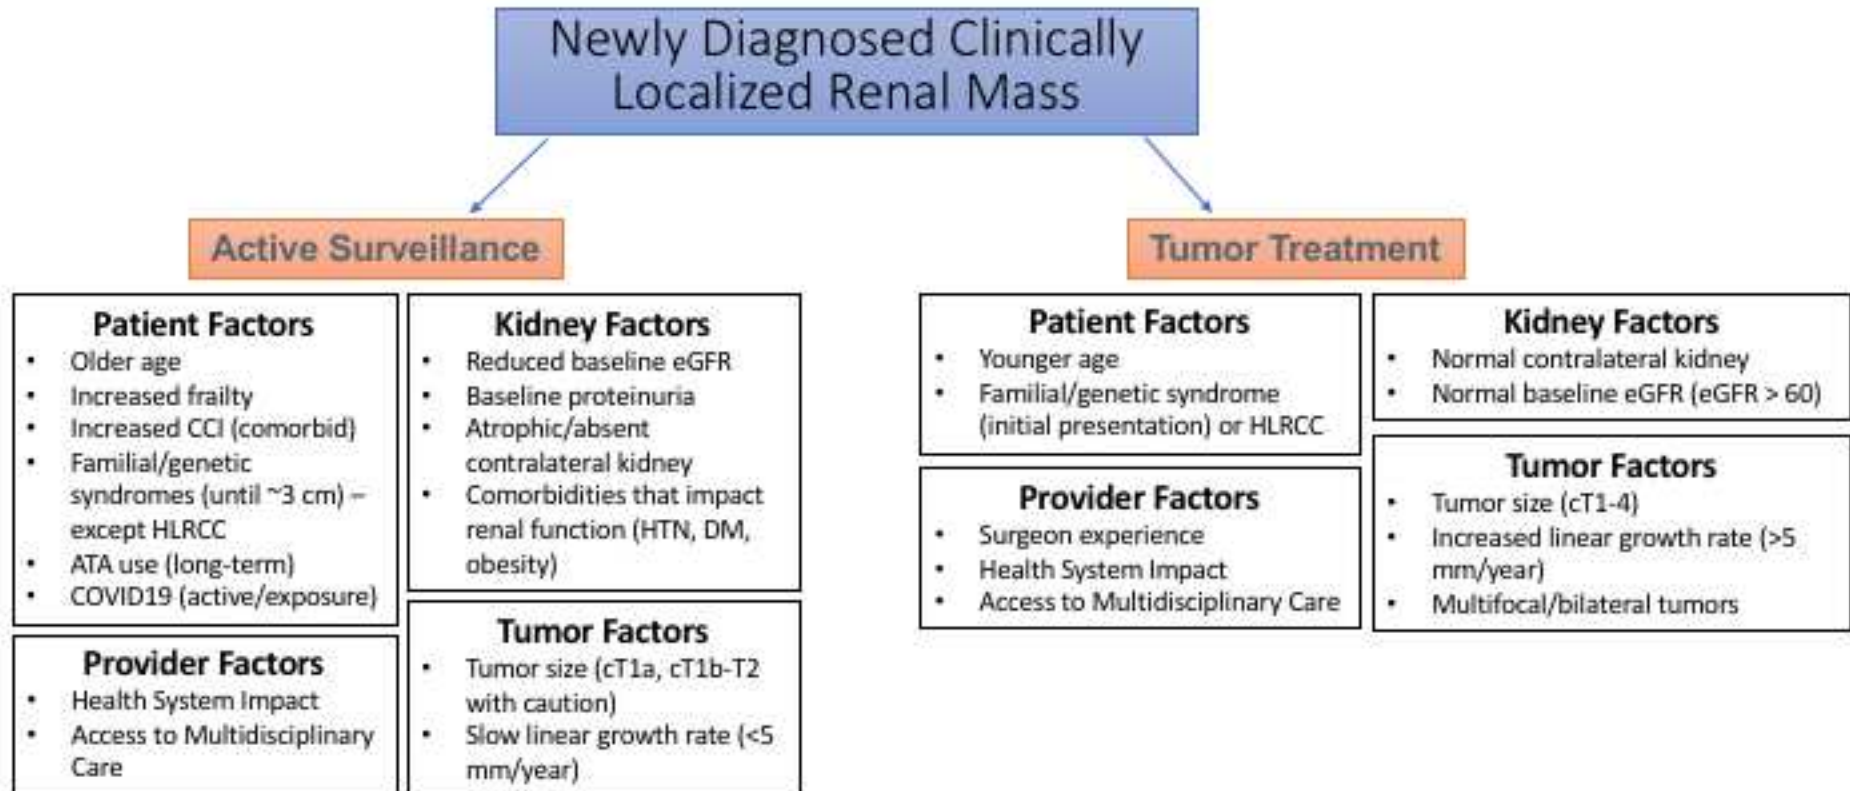 Newly Diagnosed Clinically
Localized Renal Mass
Active Surveillance
Patient Factors
• Older age
• Increased frailty
• Increased CCI (comorbid)
• Familial/genetic
syndromes (until ~3 cm) –
except HLRCC
• ATA use (long-term)
• COVID19 (active/exposure)
Provider Factors
• Health System Impact
• Access to Multidisciplinary
Care
Kidney Factors
• Reduced baseline eGFR
• Baseline proteinuria
• Atrophic/absent
contralateral kidney
• Comorbidities that impact
renal function (HTN, DM,
obesity)
Tumor Factors
• Tumor size (cT1a, cT1b-T2
with caution)
• Slow linear growth rate (<5
mm/year)
Tumor Treatment
Patient Factors
• Younger age
• Familial/genetic syndrome
(initial presentation) or HLRCC
Provider Factors
• Surgeon experience
• Health System Impact
• Access to Multidisciplinary Care
Kidney Factors
• Normal contralateral kidney
• Normal baseline eGFR (eGFR > 60)
Tumor Factors
• Tumor size (cT1-4)
• Increased linear growth rate (>5
mm/year)
• Multifocal/bilateral tumors